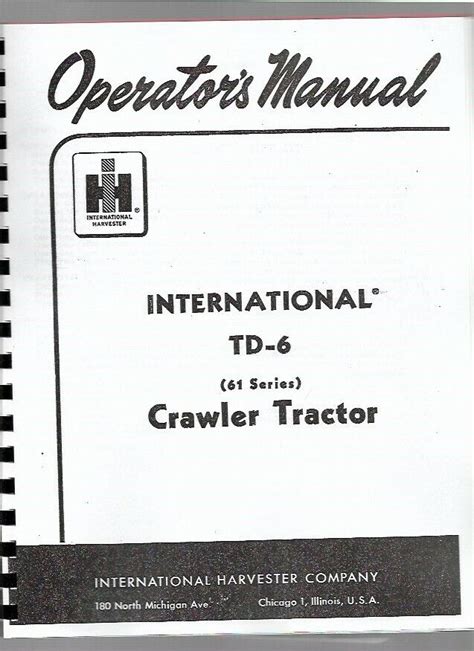 Operator's Manual
IH
INTERNATIONAL
HARVESTER
®
INTERNATIONAL®
TD-6
(61 Series)
Crawler Tractor
INTERNATIONAL HARVESTER COMPANY
180 North Michigan Ave Chicago 1, Illinois, U.S.A.